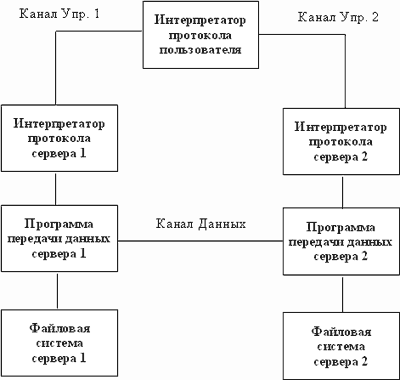 Канал Упр. 1
Интерпретатор
протокола
пользователя
Канал Упр. 2
Интерпретатор
протокола
сервера 1
Интерпретатор
протокола
сервера 2
Программа
передачи данных
сервера 1
Канал Данных
Программа
передачи данных
сервера 2
Файловая
система
сервера 1
Файловая
система
сервера 2